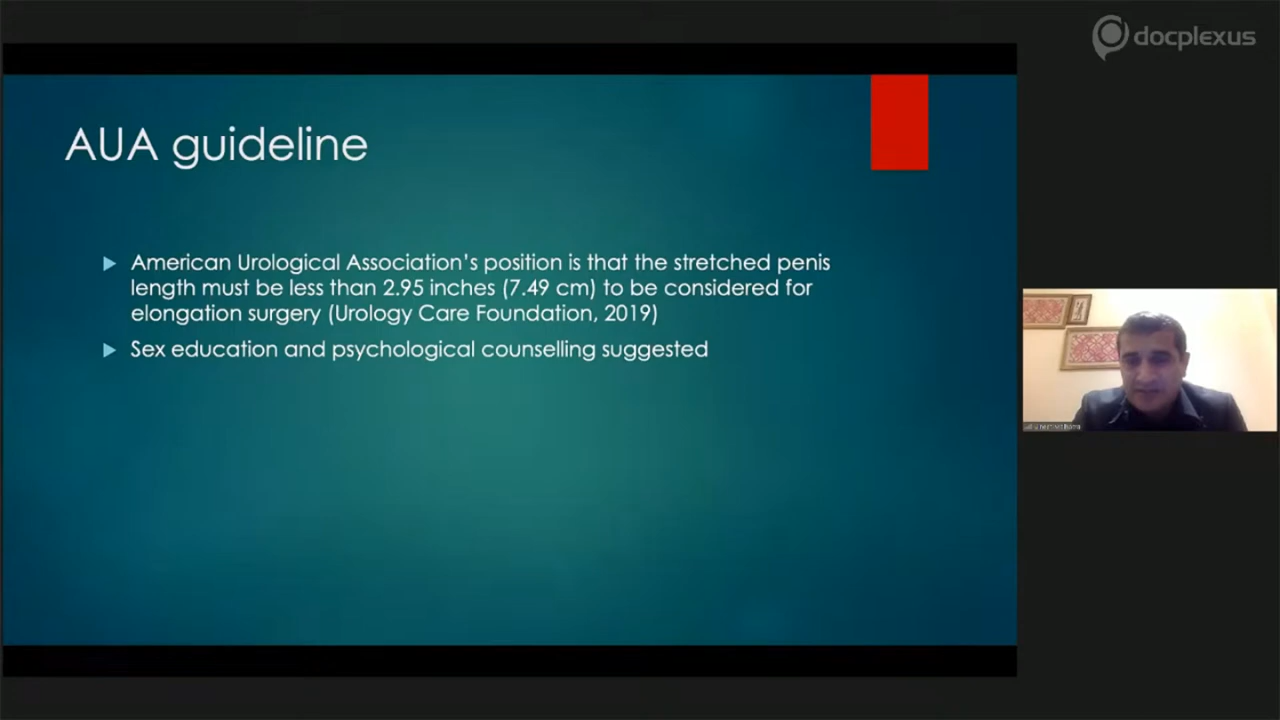 docplexus
AUA guideline
American Urological Association's position is that the stretched penis
length must be less than 2.95 inches (7.49 cm) to be considered for
elongation surgery (Urology Care Foundation, 2019)
Sex education and psychological counselling suggested